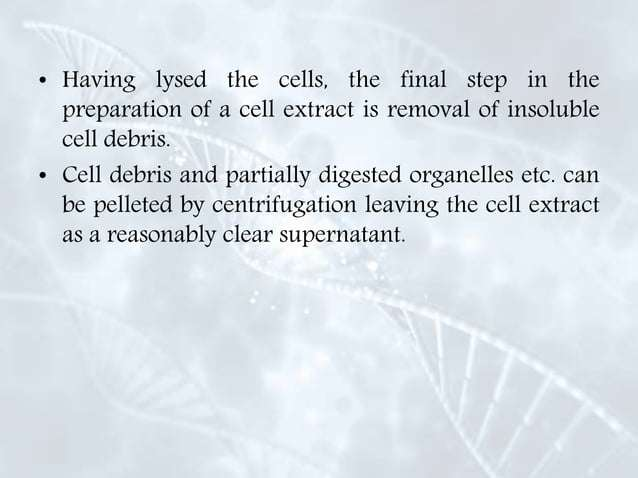 • Having lysed the cells, the final step in the
preparation of a cell extract is removal of insoluble
cell debris.
• Cell debris and partially digested organelles etc. can
be pelleted by centrifugation leaving the cell extract
as a reasonably clear supernatant.